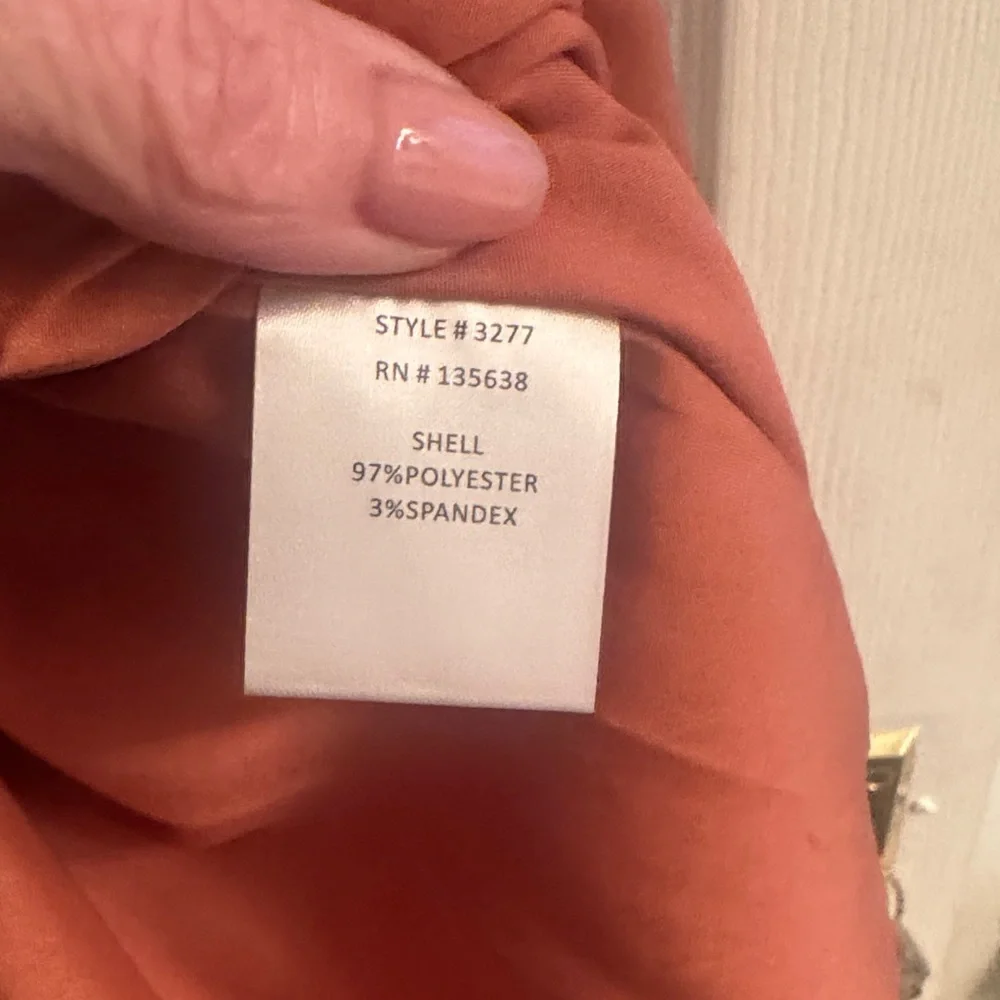 STYLE # 3277
RN # 135638
SHELL
97%POLYESTER
3%SPANDEX